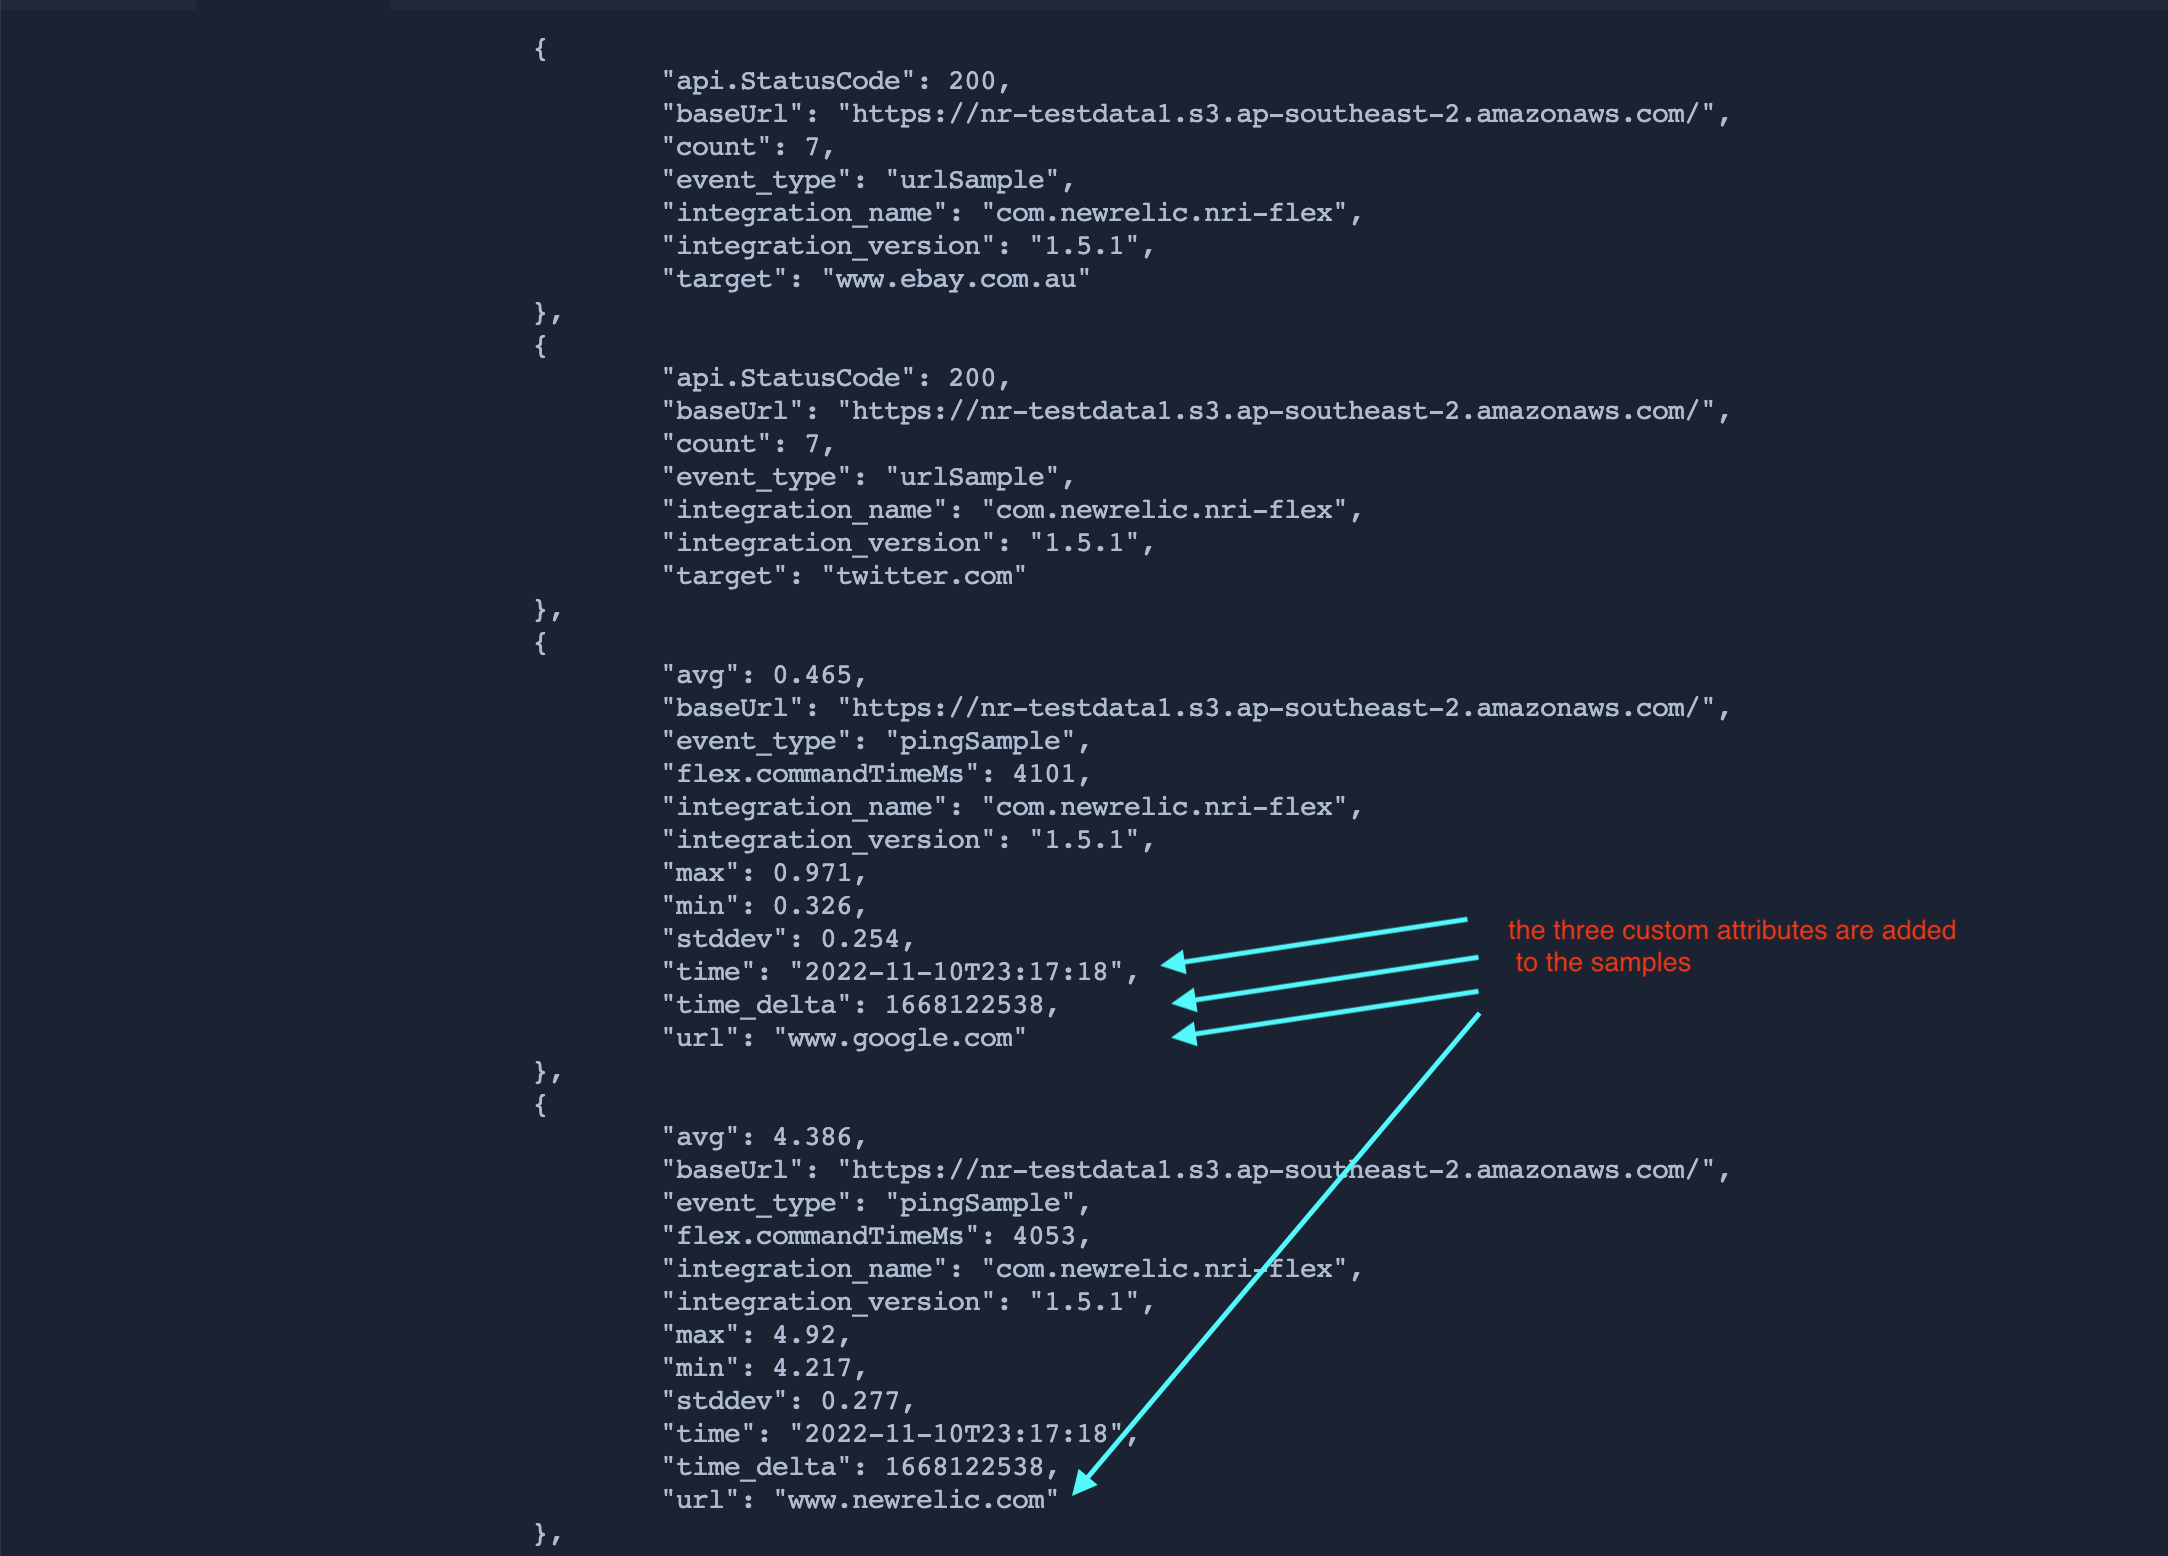 {
"api.StatusCode": 200,
"baseUrl": "https://nr-testdata1.s3.ap-southeast-2.amazonaws.com/",
"count": 7,
"event_type": "urlSample",
"integration_name": "com.newrelic.nri-flex",
"integration_version": "1.5.1",
"target": "www.ebay.com.au"
},
{
"api.StatusCode": 200,
"baseUrl": "https://nr-testdata1.s3.ap-southeast-2.amazonaws.com/",
"count": 7,
"event_type": "urlSample",
"integration_name": "com.newrelic.nri-flex",
"integration_version": "1.5.1",
"target": "twitter.com"
},
{
"avg": 0.465,
"baseUrl": "https://nr-testdata1.s3.ap-southeast-2.amazonaws.com/",
"event_type": "pingSample",
"flex.commandTimeMs": 4101,
"integration_name": "com.newrelic.nri-flex",
"integration_version": "1.5.1",
"max": 0.971,
"min": 0.326,
"stddev": 0.254,
"time": "2022-11-10T23:17:18",
"time_delta": 1668122538,
"url": "www.google.com"
the three custom attributes are added
to the samples
},
{
"avg": 4.386,
"baseUrl": "https://nr-testdata1.s3.ap-southeast-2.amazonaws.com/",
"event_type": "pingSample",
"flex.commandTimeMs": 4053,
"integration_name": "com.newrelic.nri-flex",
"integration_version": "1.5.1",
"max": 4.92,
"min": 4.217,
"stddev": 0.277,
"time": "2022-11-10T23:17:18",
"time_delta": 1668122538,
"url": "www.newrelic.com"
},